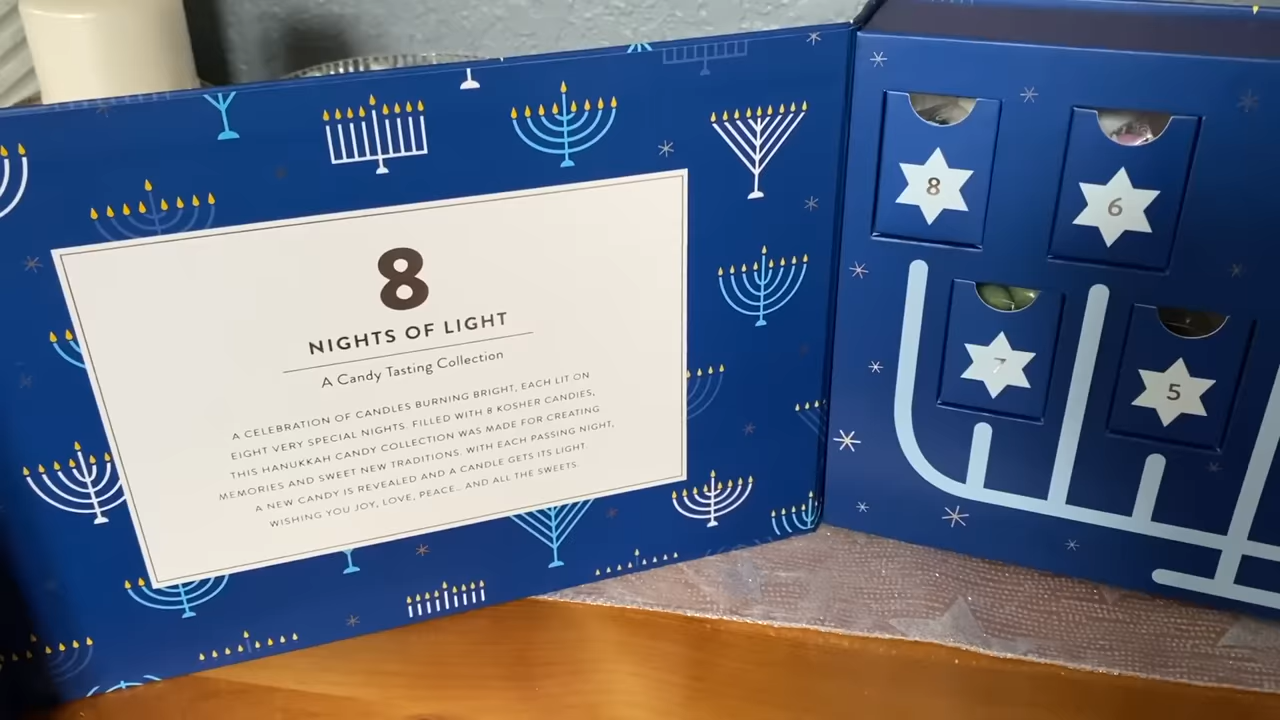 8
NIGHTS OF LIGHT
A Candy Tasting Collection
A CELEBRATION OF CANDLES BURNING BRIGHT, EACH LIT ON
EIGHT VERY SPECIAL NIGHTS. FILLED WITH 8 KOSHER CANDIES,
THIS HANUKKAH CANDY COLLECTION WAS MADE FOR CREATING
MEMORIES AND SWEET NEW TRADITIONS. WITH EACH PASSING NIGHT,
A NEW CANDY IS REVEALED AND A CANDLE GETS ITS LIGHT.
WISHING YOU JOY, LOVE, PEACE... AND ALL THE SWEETS.
8
6
7
5